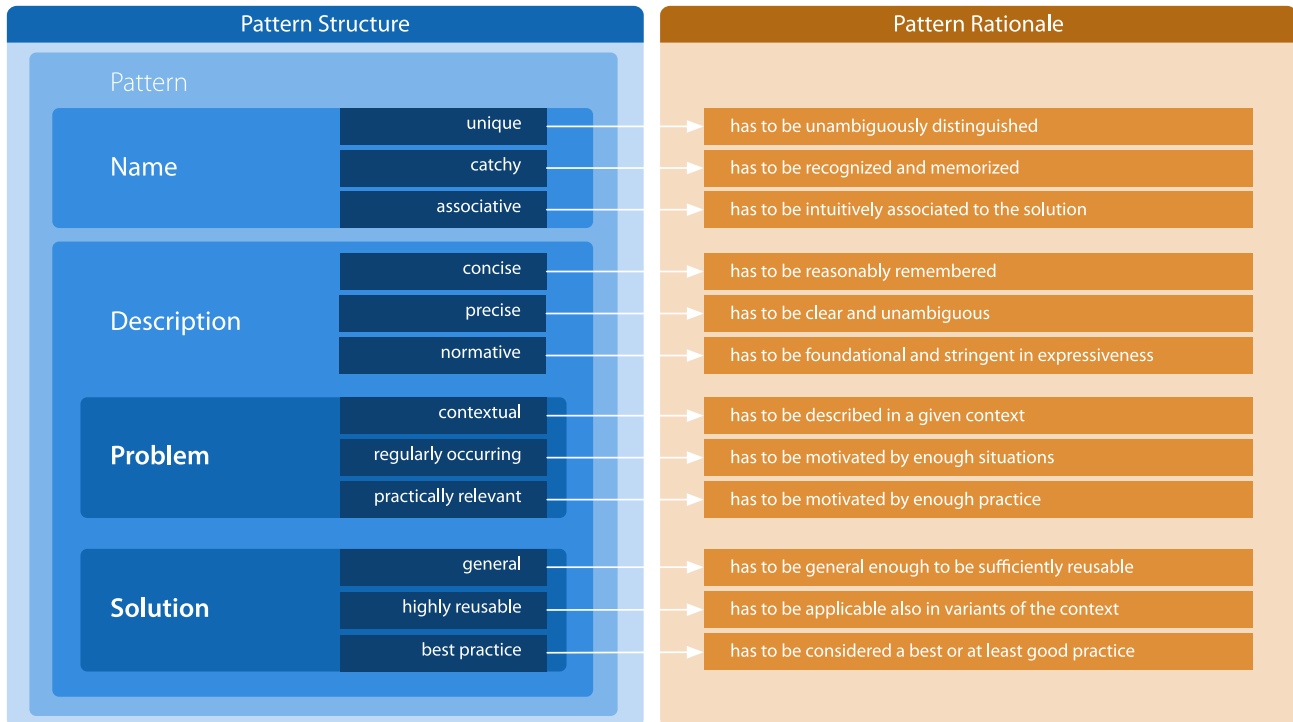 Pattern Structure
Pattern Rationale
Pattern
Name
unique
has to be unambiguously distinguished
catchy
has to be recognized and memorized
associative
has to be intuitively associated to the solution
Description
concise
has to be reasonably remembered
precise
has to be clear and unambiguous
normative
has to be foundational and stringent in expressiveness
Problem
contextual
has to be described in a given context
regularly occurring
has to be motivated by enough situations
practically relevant
has to be motivated by enough practice
Solution
general
has to be general enough to be sufficiently reusable
highly reusable
has to be applicable also in variants of the context
best practice
has to be considered a best or at least good practice